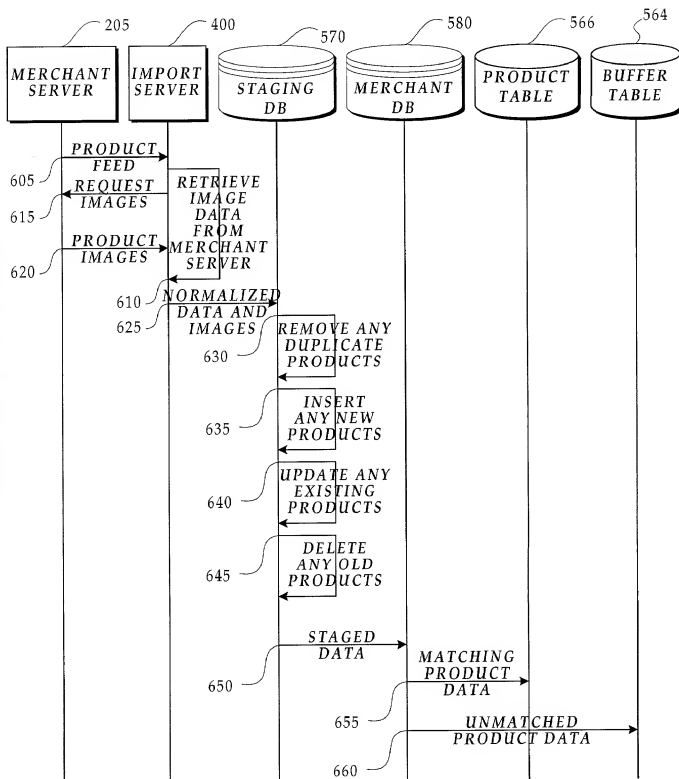 205
400
570
580
566
564
MERCHANT
SERVER
IMPORT
SERVER
STAGING
DB
MERCHANT
DB
PRODUCT
TABLE
BUFFER
TABLE
PRODUCT
FEED
605
REQUEST
IMAGES
615
RETRIEVE
IMAGE
DATA
FROM
MERCHANT
SERVER
PRODUCT
IMAGES
620
610
NORMALIZED
DATA AND
IMAGES
625
REMOVE ANY
DUPLICATE
PRODUCTS
630
INSERT
ANY NEW
PRODUCTS
635
UPDATE ANY
EXISTING
PRODUCTS
640
DELETE
ANY OLD
PRODUCTS
645
STAGED
DATA
650
MATCHING
PRODUCT
DATA
655
UNMATCHED
PRODUCT DATA
660